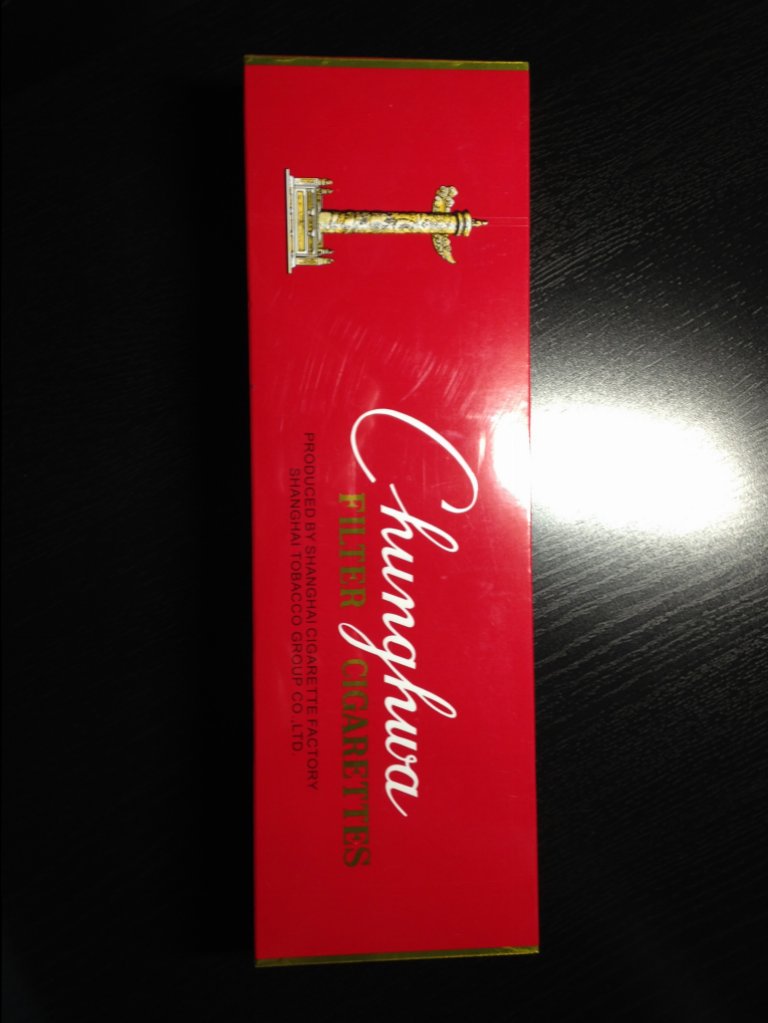 Chunghwa
FILTER CIGARETTES
PRODUCED BY SHANGHAI CIGARETTE FACTORY
SHANGHAI TOBACCO GROUP CO.,LTD.